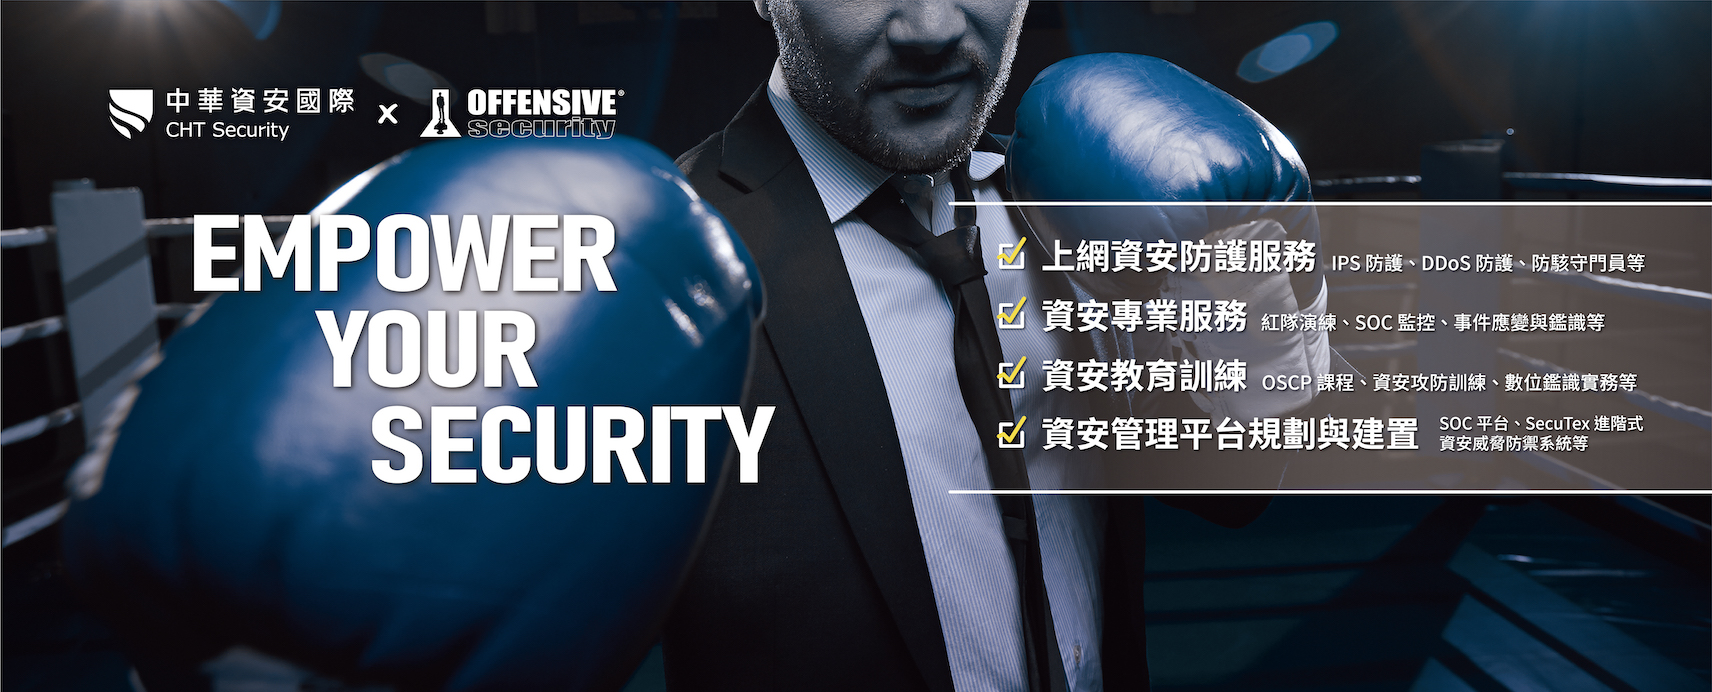 中華資安國際
CHT Security
x
OFFENSIVE®
security
EMPOWER
YOUR
SECURITY
上網資安防護服務 IPS 防護、DDoS 防護、防駭守門員等
資安專業服務 紅隊演練、SOC 監控、事件應變與鑑識等
資安教育訓練 OSCP 課程、資安攻防訓練、數位鑑識實務等
資安管理平台規劃與建置 SOC 平台、SecuTex 進階式
資安威脅防禦系統等